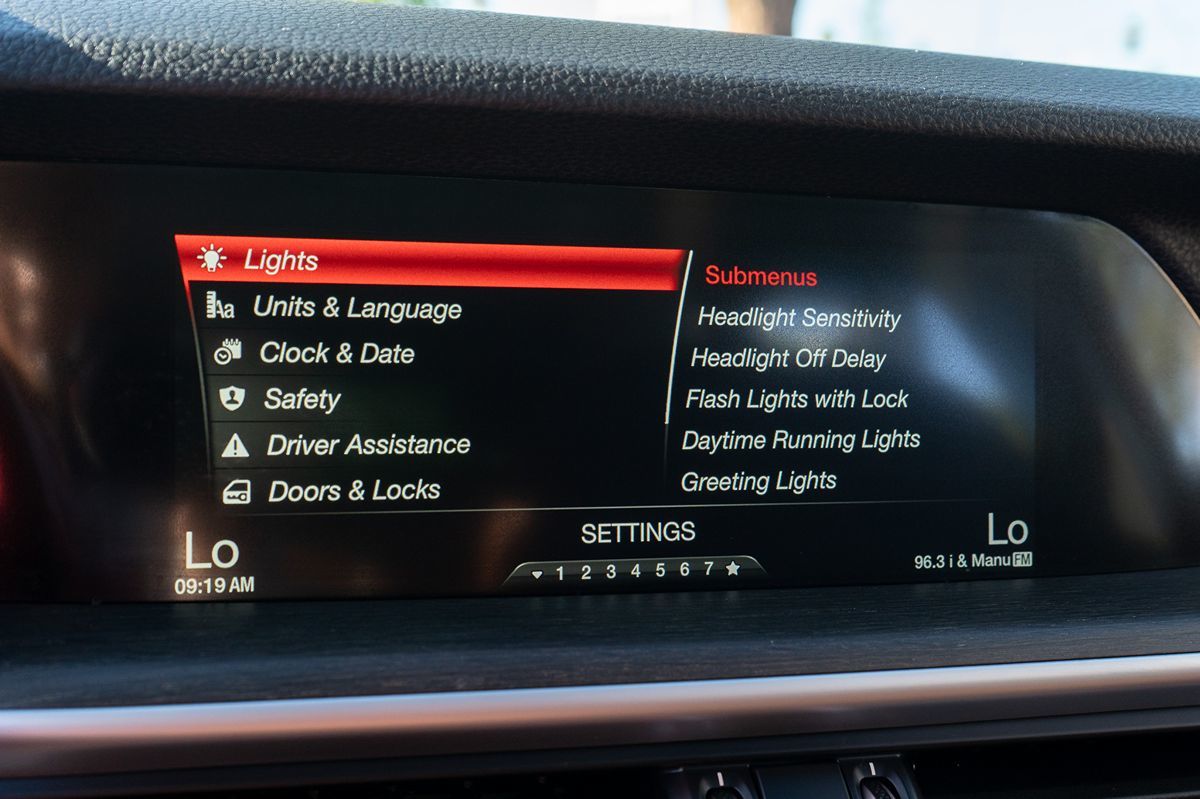 Lights
Units & Language
Clock & Date
Safety
Driver Assistance
Doors & Locks
Submenus
Headlight Sensitivity
Headlight Off Delay
Flash Lights with Lock
Daytime Running Lights
Greeting Lights
SETTINGS
Lo
09:19 AM
1 2 3 4 5 6 7
Lo
96.3 i & Manu FM